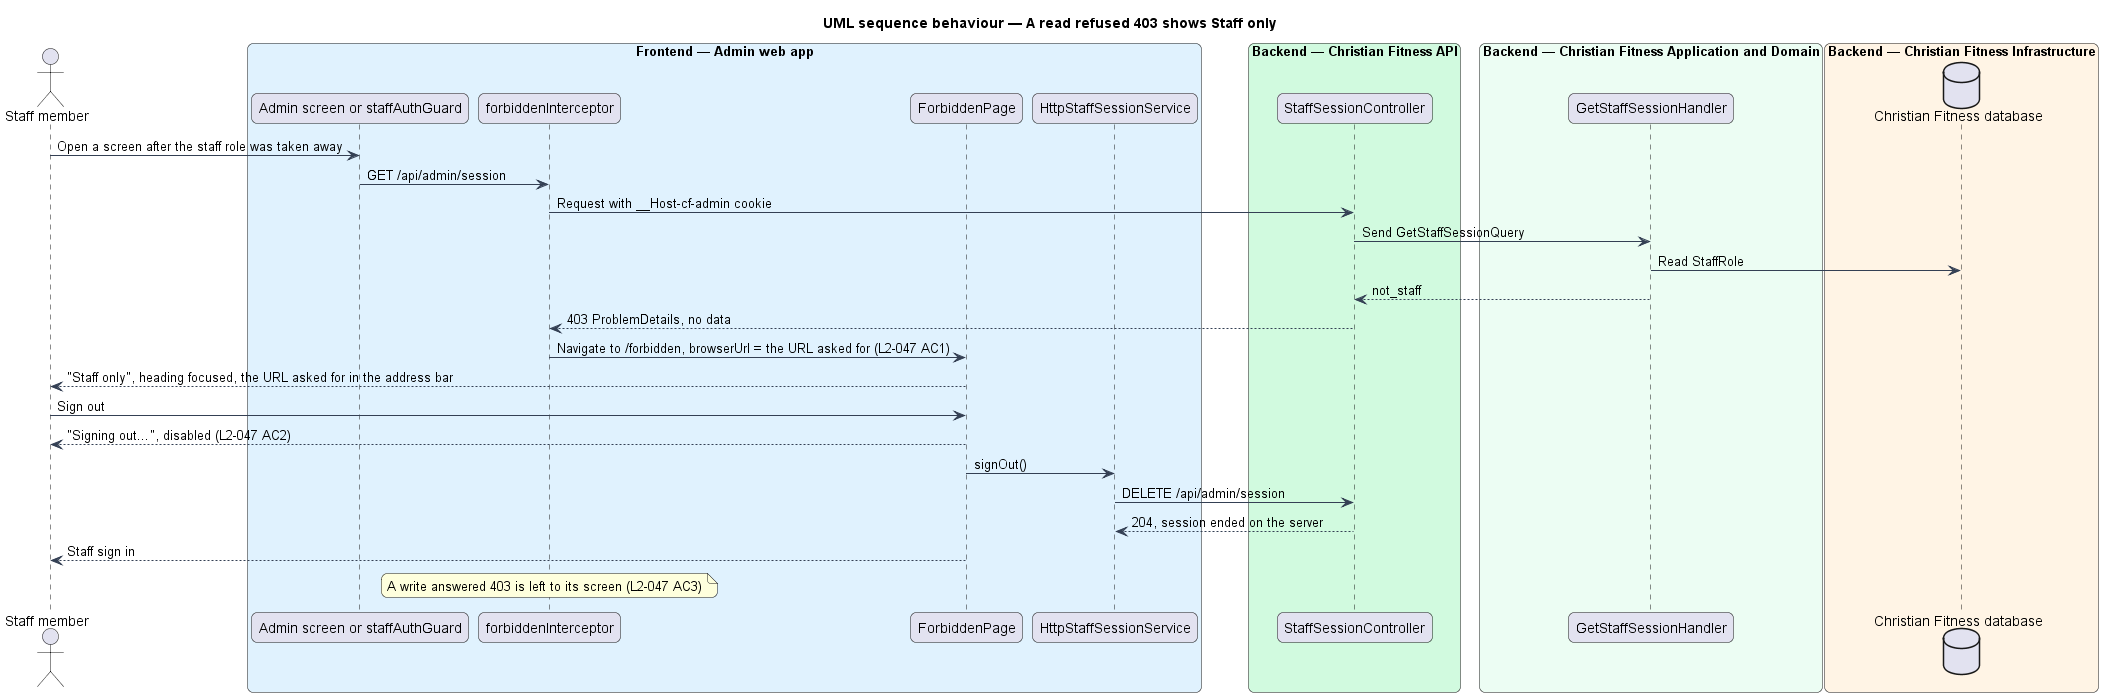 UML sequence behaviour — A read refused 403 shows Staff only
Frontend — Admin web app
Backend — Christian Fitness API
Backend — Christian Fitness Application and Domain
Backend — Christian Fitness Infrastructure
Staff member
Admin screen or staffAuthGuard
forbiddenInterceptor
ForbiddenPage
HttpStaffSessionService
StaffSessionController
GetStaffSessionHandler
Christian Fitness database
Open a screen after the staff role was taken away
GET /api/admin/session
Request with __Host-cf-admin cookie
Send GetStaffSessionQuery
Read StaffRole
not_staff
403 ProblemDetails, no data
Navigate to /forbidden, browserUrl = the URL asked for (L2-047 AC1)
"Staff only", heading focused, the URL asked for in the address bar
Sign out
"Signing out…", disabled (L2-047 AC2)
signOut()
DELETE /api/admin/session
204, session ended on the server
Staff sign in
A write answered 403 is left to its screen (L2-047 AC3)
Staff member
Admin screen or staffAuthGuard
forbiddenInterceptor
ForbiddenPage
HttpStaffSessionService
StaffSessionController
GetStaffSessionHandler
Christian Fitness database